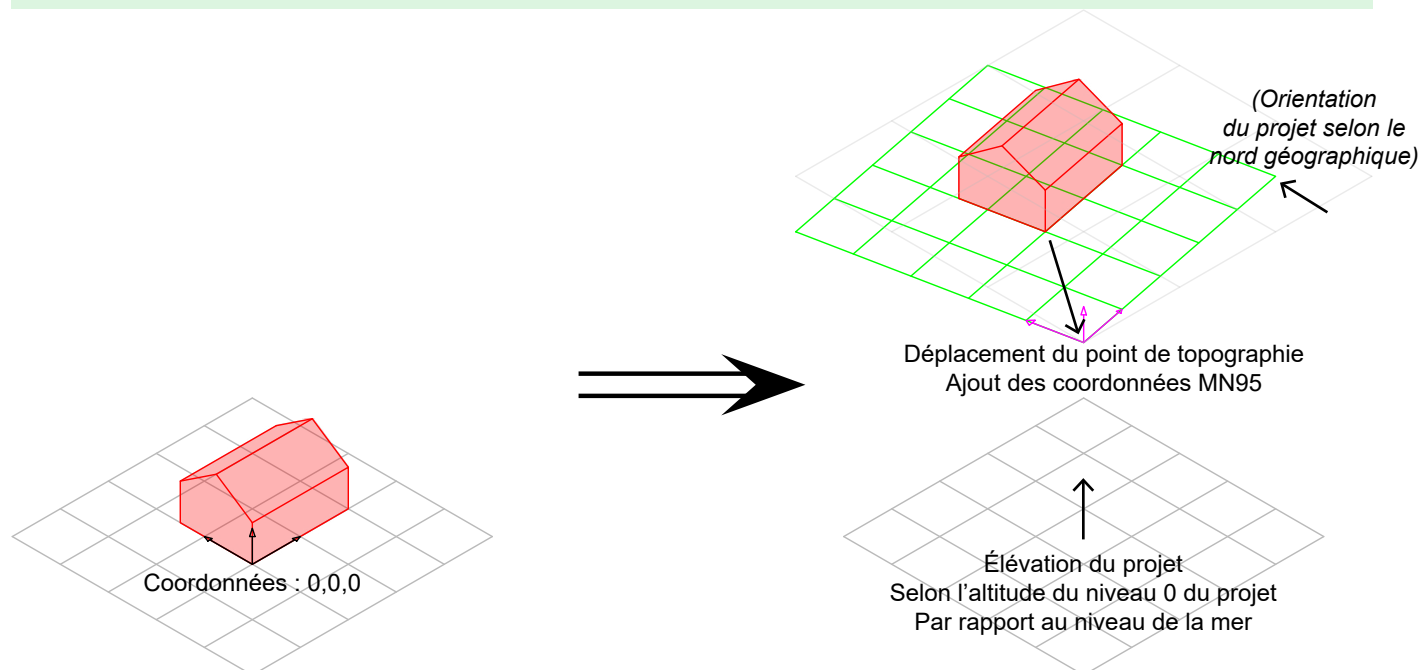 (Orientation
du projet selon le
nord géographique)
Déplacement du point de topographie
Ajout des coordonnées MN95
Coordonnées : 0,0,0
Élévation du projet
Selon l’altitude du niveau 0 du projet
Par rapport au niveau de la mer